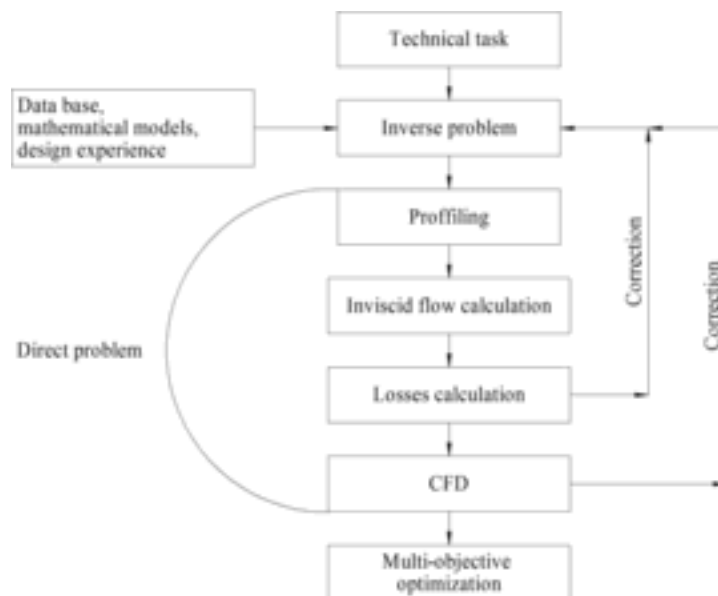 Technical task
Data base,
mathematical models,
design experience
Inverse problem
Proffiling
Inviscid flow calculation
Direct problem
Losses calculation
Correction
Correction
CFD
Multi-objective
optimization